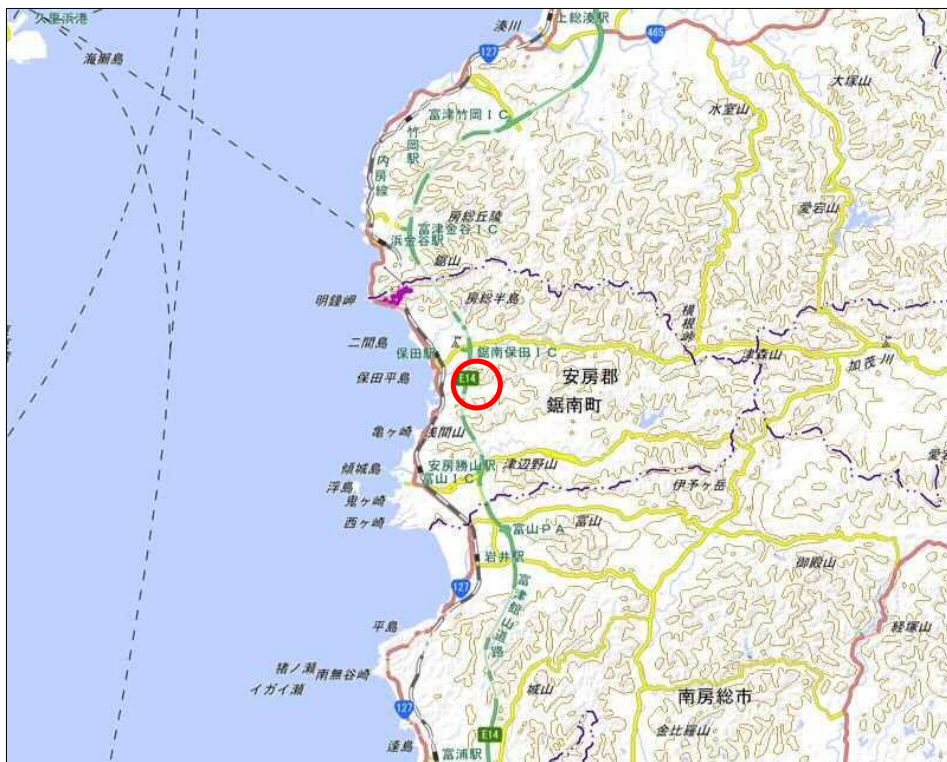 久里浜港
海獺島
湊川
上総湊駅
127
465
大塚山
水室山
富津竹岡IC
竹岡駅
内房線
愛宕山
房総丘陵
富津金谷IC
浜金谷駅
鋸山
明鐘岬
房総半島
横根峠
二間島
保田駅
鋸南保田IC
津森山
加茂川
保田平島
E14
安房郡
鋸南町
亀ヶ崎
浅間山
傾城島
安房勝山駅
津辺野山
富山IC
浮島
伊予ヶ岳
鬼ヶ崎
西ヶ崎
富山PA
富山
岩井駅
御殿山
127
富津館山道路
平島
経塚山
猪ノ瀬
南無谷崎
イガイ瀬
城山
南房総市
127
金比羅山
E14
逢島
富浦駅